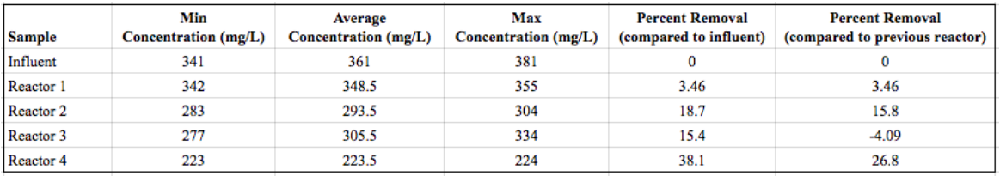 Sample Min Concentration (mg/L) Average Concentration (mg/L) Max Concentration (mg/L) Percent Removal (compared to influent) Percent Removal (compared to previous reactor)
Influent 341 361 381 0 0
Reactor 1 342 348.5 355 3.46 3.46
Reactor 2 283 293.5 304 18.7 15.8
Reactor 3 277 305.5 334 15.4 -4.09
Reactor 4 223 223.5 224 38.1 26.8